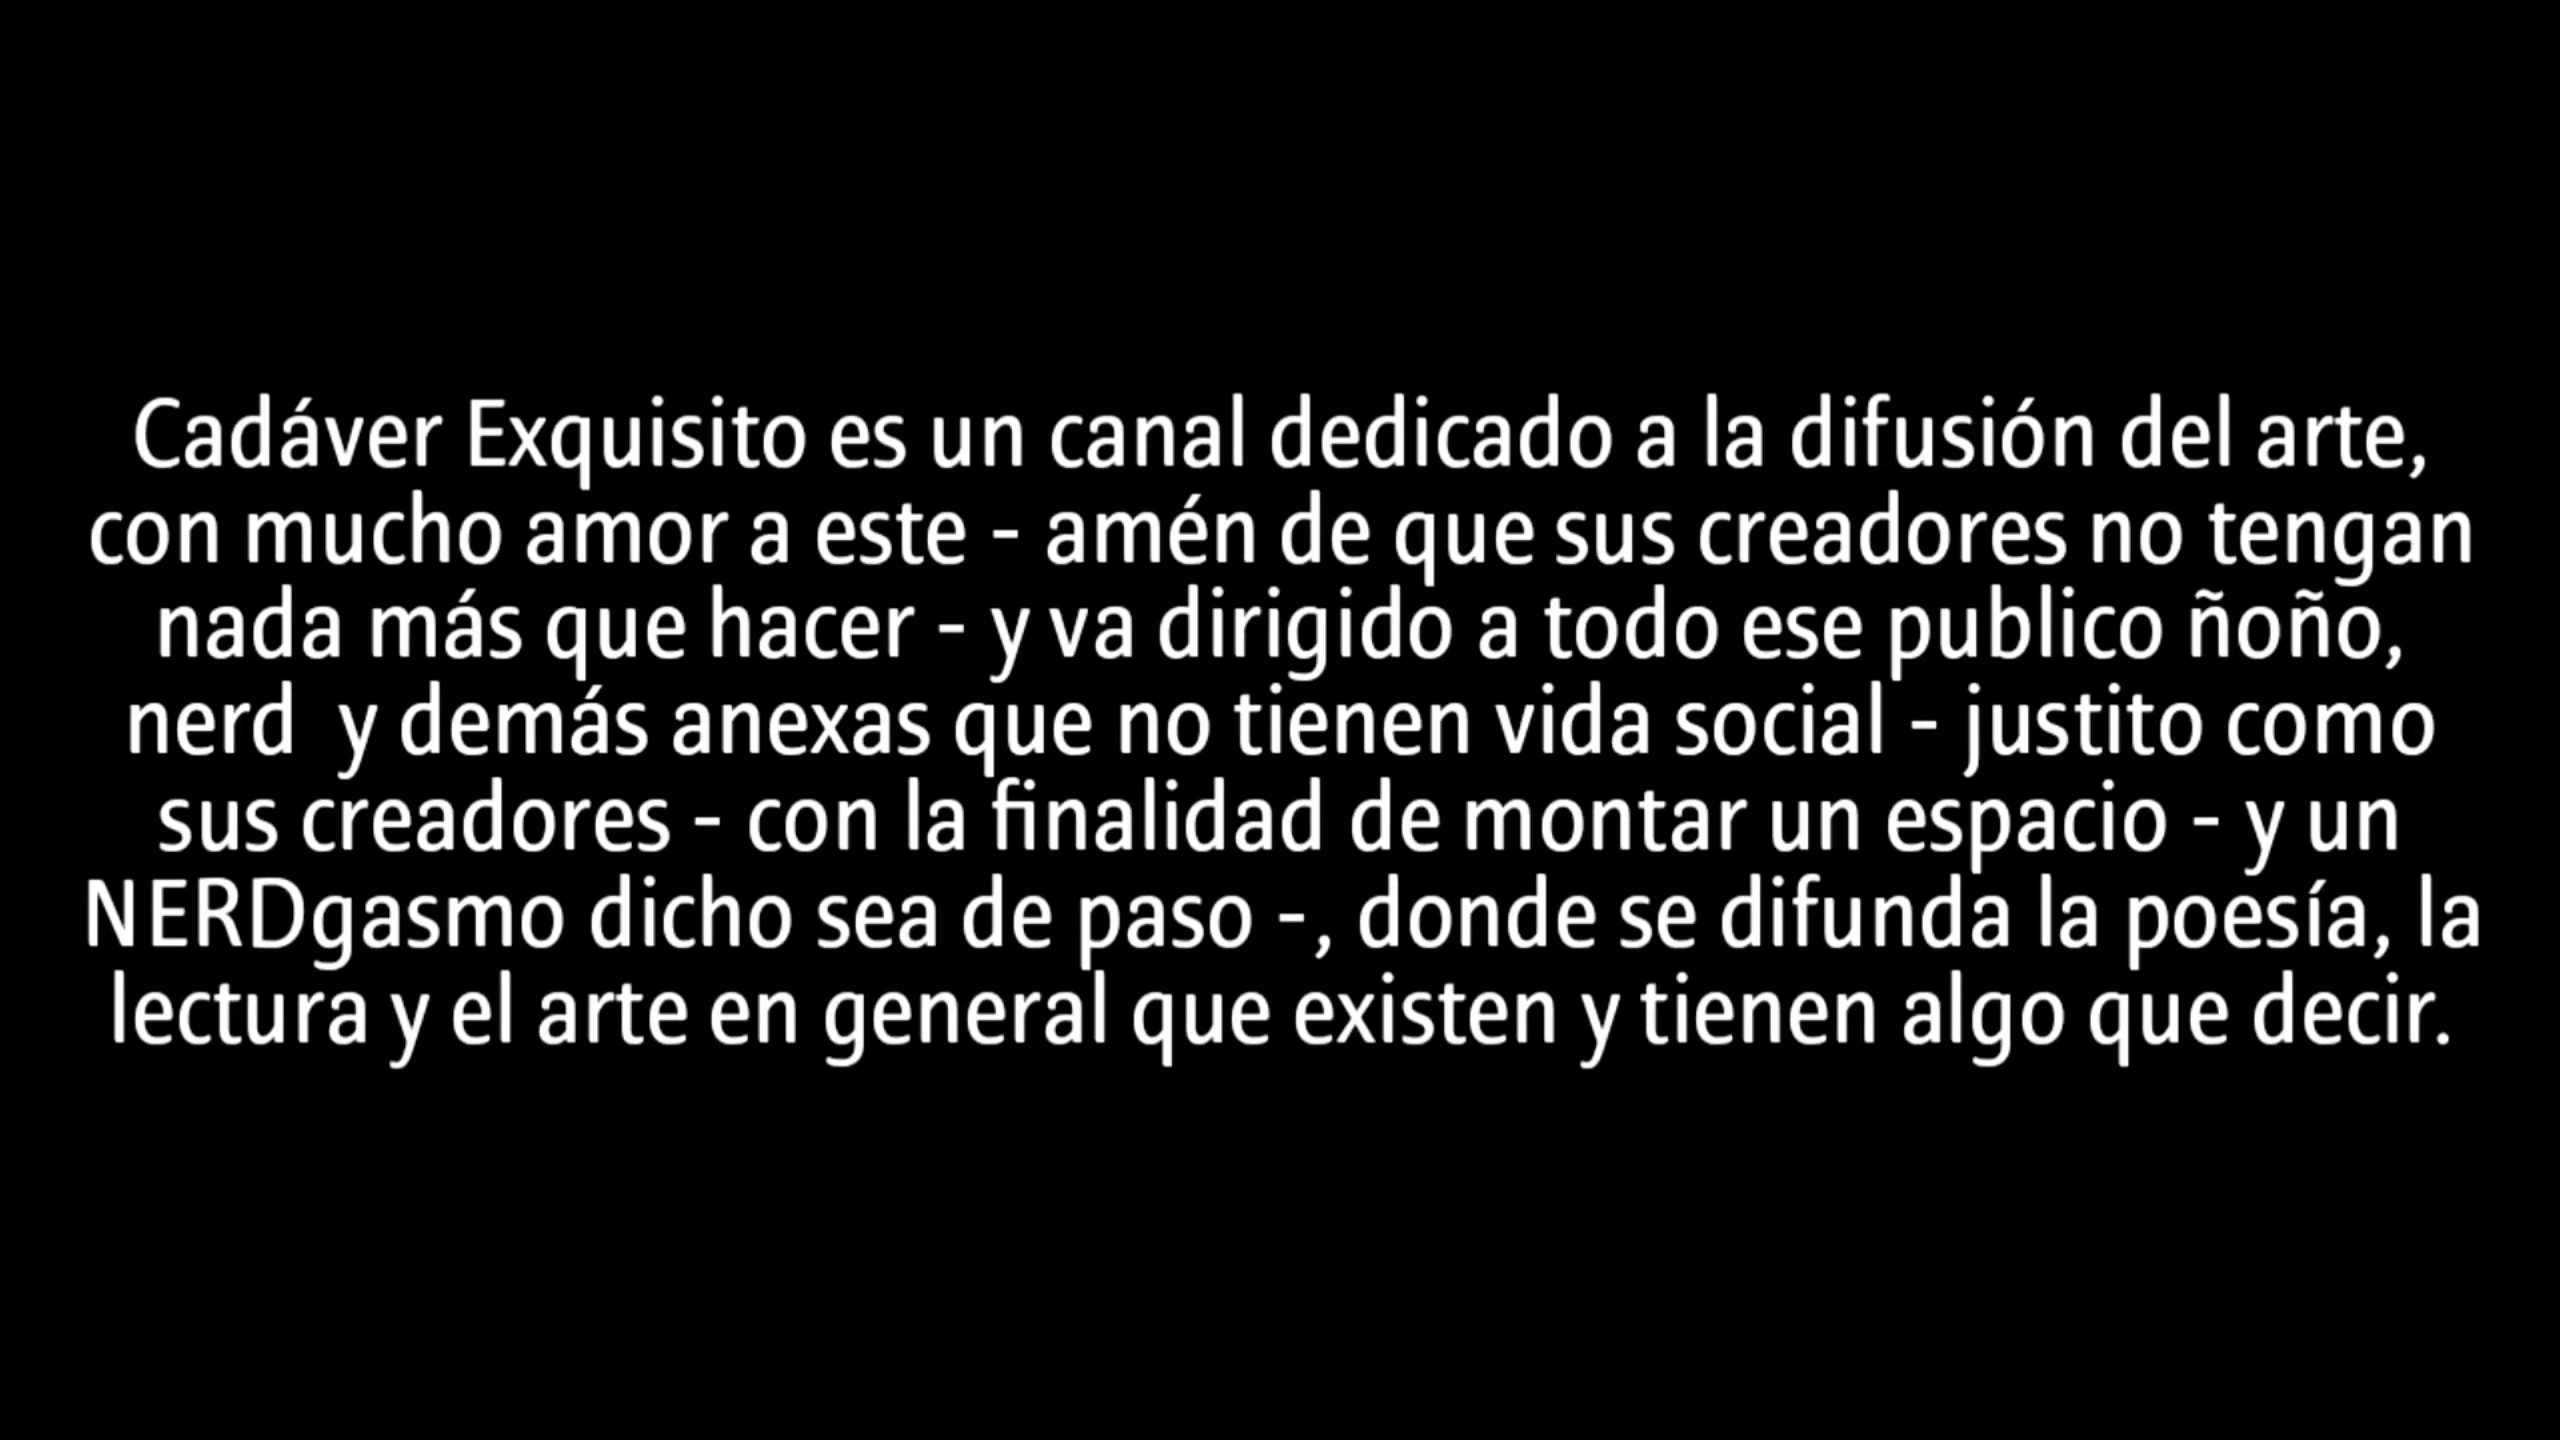 Cadáver Exquisito es un canal dedicado a la difusión del arte,
con mucho amor a este - amén de que sus creadores no tengan
nada más que hacer - y va dirigido a todo ese publico ñoño,
nerd  y demás anexas que no tienen vida social - justito como
sus creadores - con la finalidad de montar un espacio - y un
NERDgasmo dicho sea de paso -, donde se difunda la poesía, la
lectura y el arte en general que existen y tienen algo que decir.